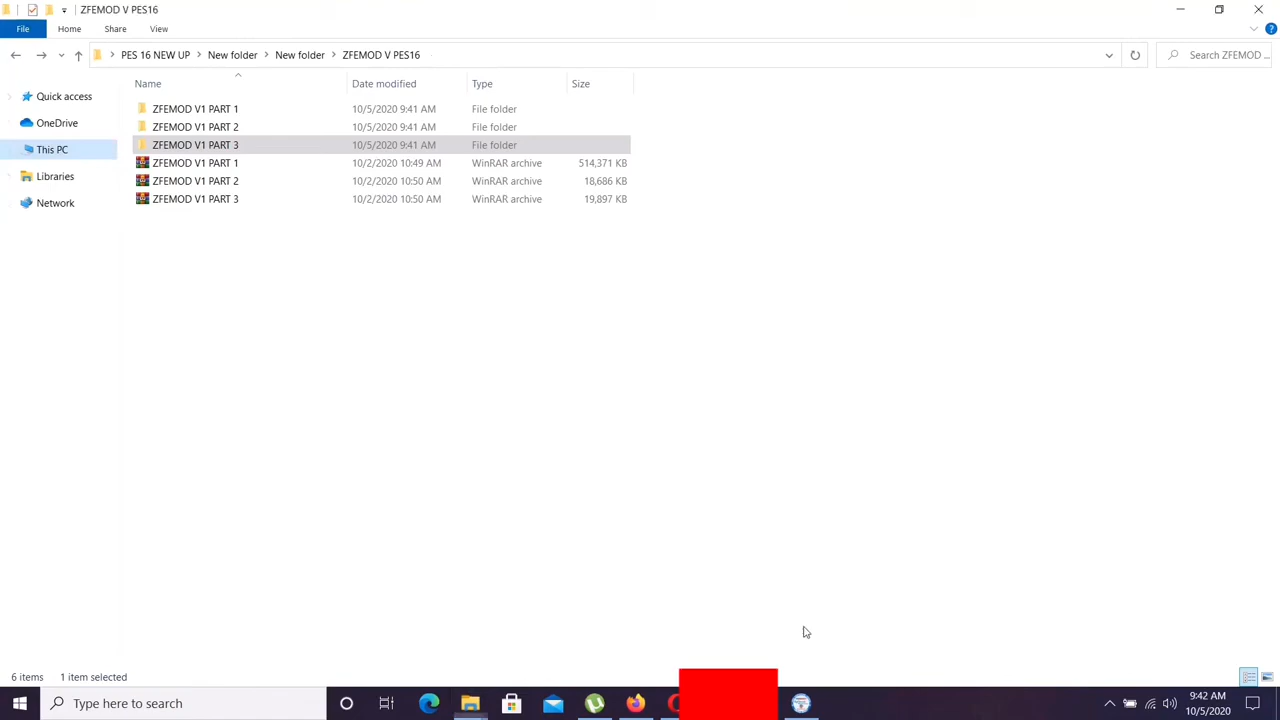 ZFEMOD V PES16
File Home Share View
PES 16 NEW UP New folder New folder ZFEMOD V PES16 Search ZFEMOD ...
Name Date modified Type Size
Quick access
OneDrive
This PC
Libraries
Network
ZFEMOD V1 PART 1 10/5/2020 9:41 AM File folder
ZFEMOD V1 PART 2 10/5/2020 9:41 AM File folder
ZFEMOD V1 PART 3 10/5/2020 9:41 AM File folder
ZFEMOD V1 PART 1 10/2/2020 10:49 AM WinRAR archive 514,371 KB
ZFEMOD V1 PART 2 10/2/2020 10:50 AM WinRAR archive 18,686 KB
ZFEMOD V1 PART 3 10/2/2020 10:50 AM WinRAR archive 19,897 KB
6 items 1 item selected
Type here to search
9:42 AM
10/5/2020